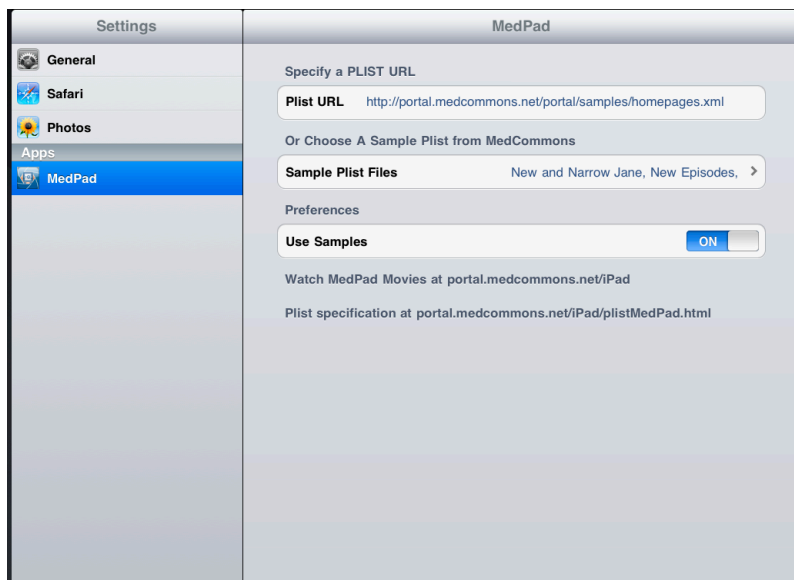 Settings
General
Safari
Photos
Apps
MedPad
MedPad
Specify a PLIST URL
Plist URL http://portal.medcommons.net/portal/samples/homepages.xml
Or Choose A Sample Plist from MedCommons
Sample Plist Files New and Narrow Jane, New Episodes,
Preferences
Use Samples ON
Watch MedPad Movies at portal.medcommons.net/iPad
Plist specification at portal.medcommons.net/iPad/plistMedPad.html